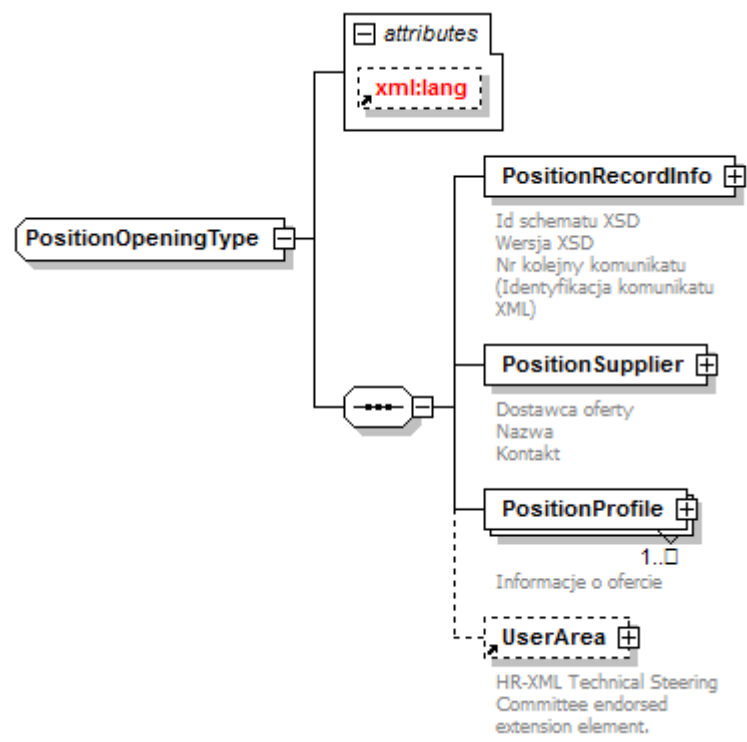 attributes
xml:lang
PositionRecordInfo
PositionOpeningType
Id schematu XSD
Wersja XSD
Nr kolejny komunikatu
(Identyfikacja komunikatu
XML)
PositionSupplier
Dostawca oferty
Nazwa
Kontakt
PositionProfile
1..□
Informacje o ofercie
UserArea
HR-XML Technical Steering
Committee endorsed
extension element.